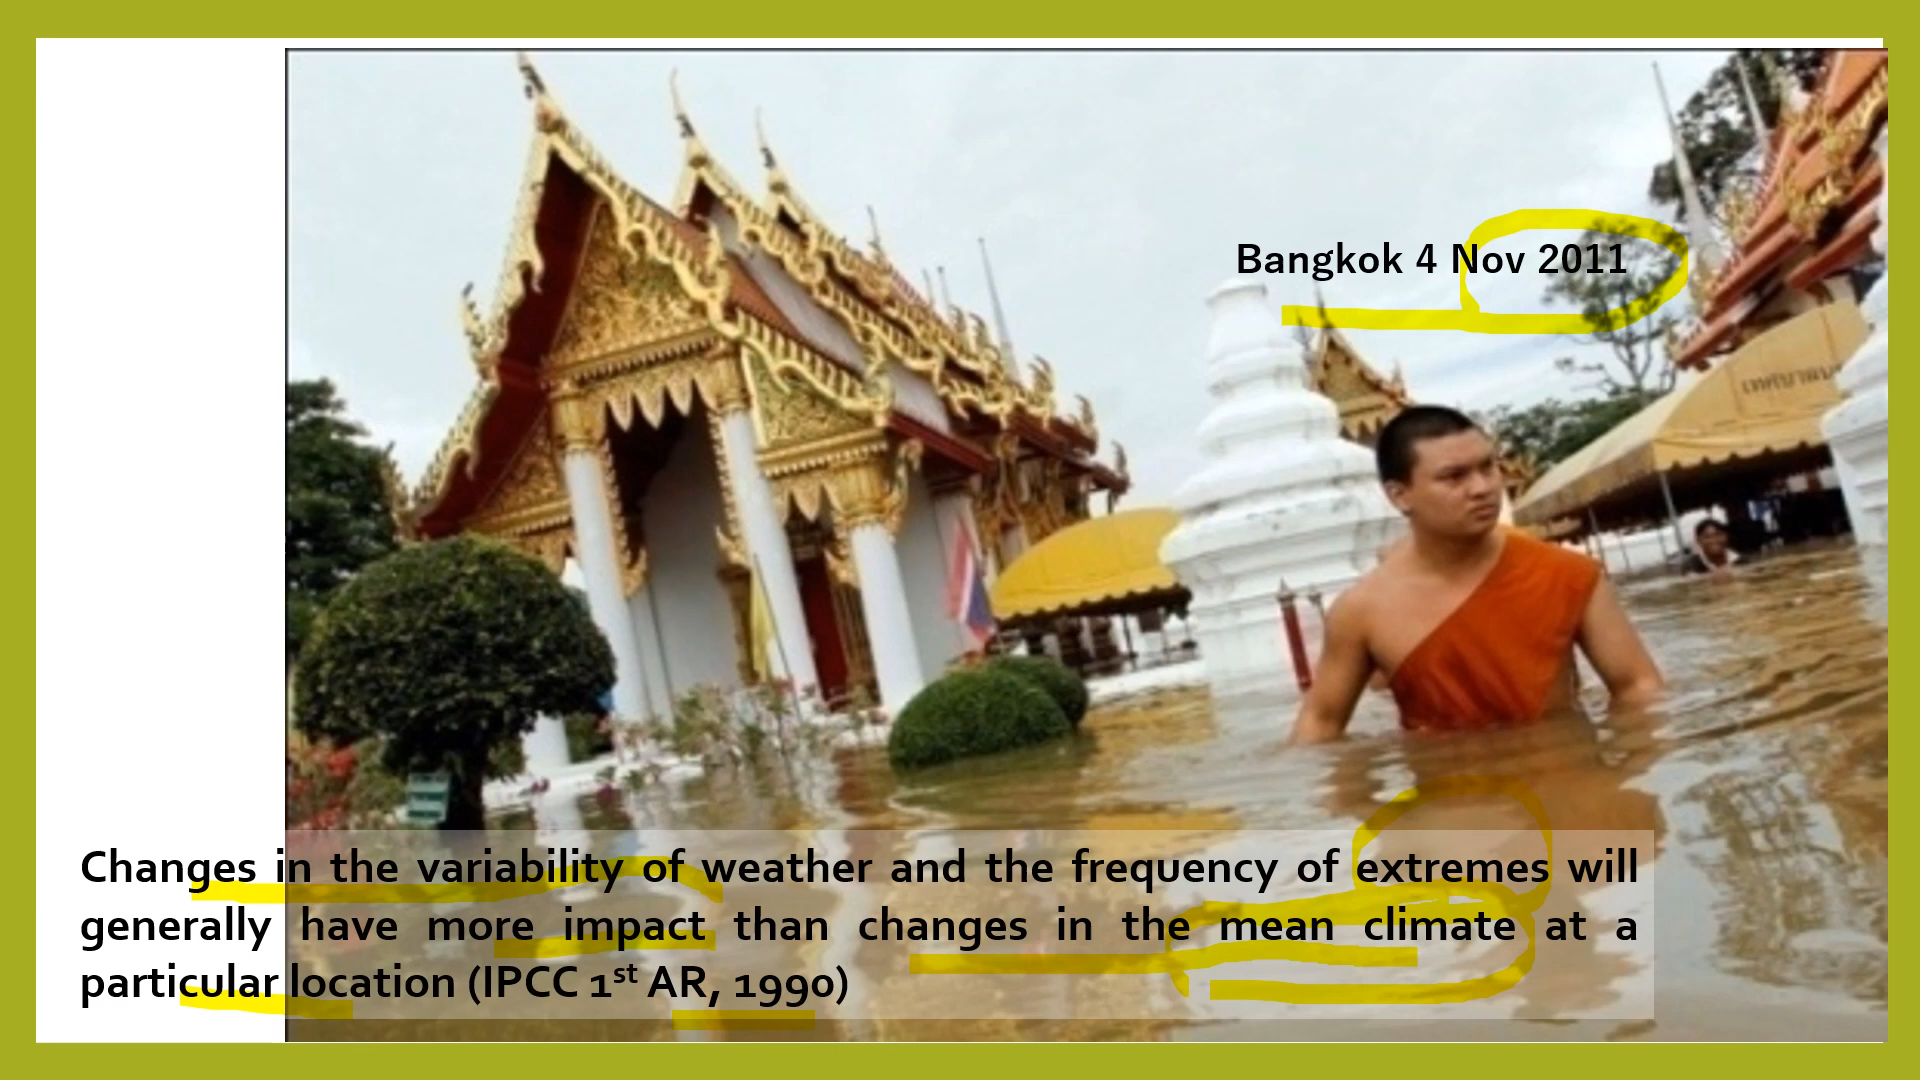 Bangkok 4 Nov 2011
Changes in the variability of weather and the frequency of extremes will
generally have more impact than changes in the mean climate at a
particular location (IPCC 1st AR, 1990)